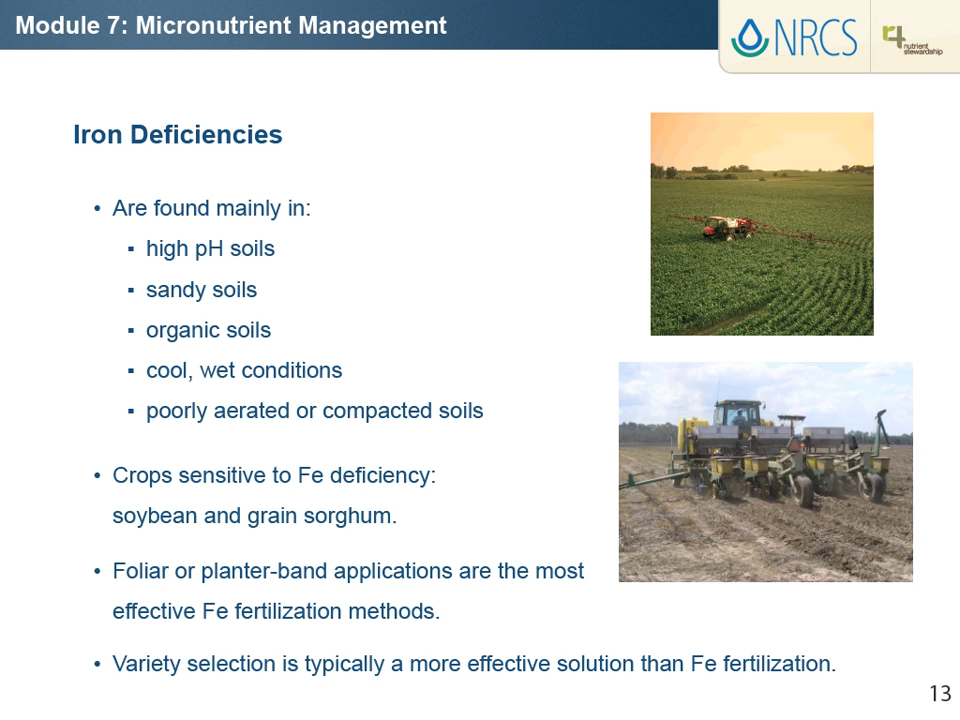 Module 7: Micronutrient Management
NRCS
r4 nutrient
stewardship
Iron Deficiencies
• Are found mainly in:
▪ high pH soils
▪ sandy soils
▪ organic soils
▪ cool, wet conditions
▪ poorly aerated or compacted soils
• Crops sensitive to Fe deficiency:
soybean and grain sorghum.
• Foliar or planter-band applications are the most
effective Fe fertilization methods.
• Variety selection is typically a more effective solution than Fe fertilization.
13